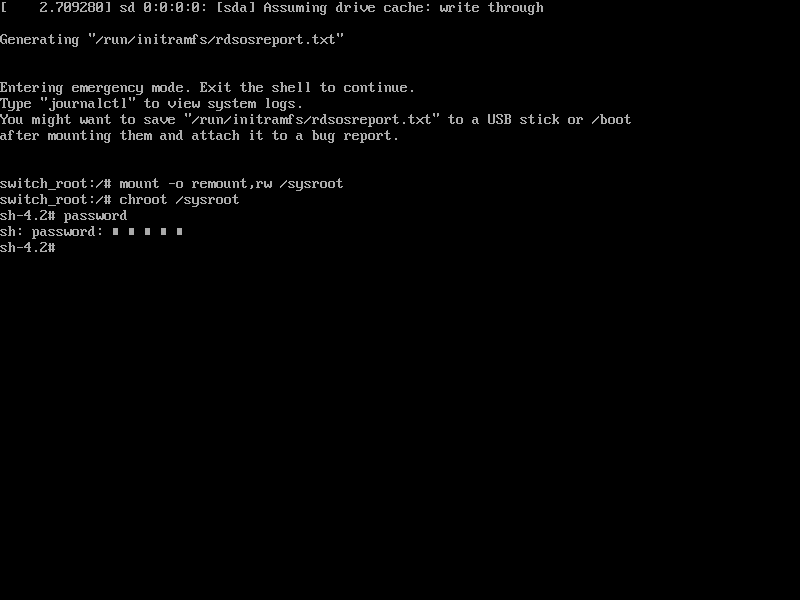 [    2.709280] sd 0:0:0:0: [sda] Assuming drive cache: write through
Generating "/run/initramfs/rdsosreport.txt"
Entering emergency mode. Exit the shell to continue.
Type "journalctl" to view system logs.
You might want to save "/run/initramfs/rdsosreport.txt" to a USB stick or /boot
after mounting them and attach it to a bug report.
switch_root:/# mount -o remount,rw /sysroot
switch_root:/# chroot /sysroot
sh-4.2# password
sh: password: ∎ ∎ ∎ ∎ ∎
sh-4.2#